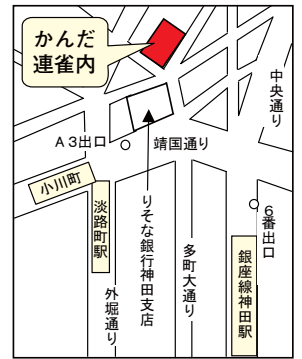 かんだ
連雀内
中央通り
A3出口
靖国通り
小川町
淡路町駅
りそな銀行神田支店
6番出口
多町大通り
銀座線神田駅
外堀通り